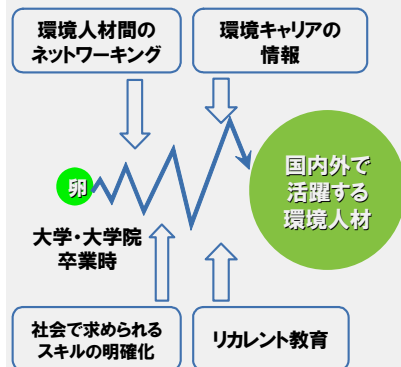 環境人材間の
ネットワーキング
環境キャリアの
情報
卵
国内外で
活躍する
環境人材
大学・大学院
卒業時
社会で求められる
スキルの明確化
リカレント教育